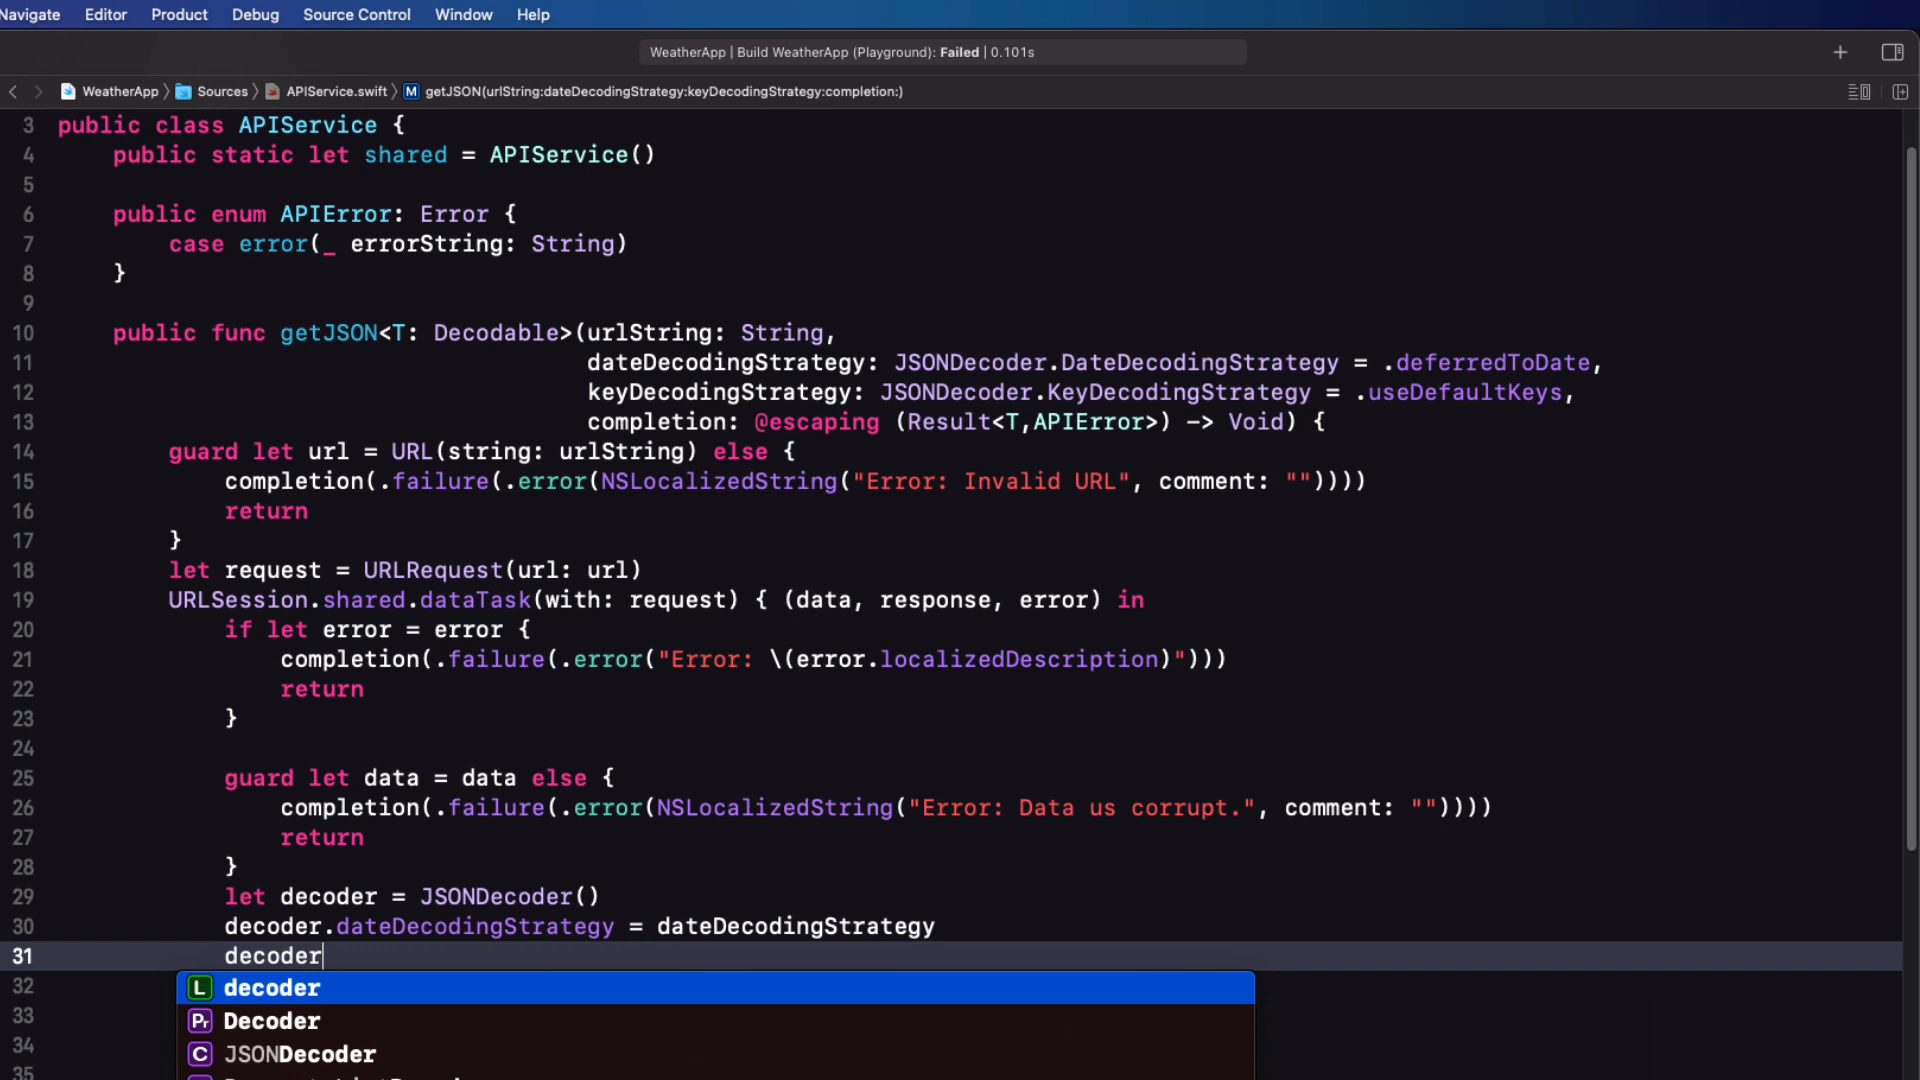 Navigate Editor Product Debug Source Control Window Help
WeatherApp | Build WeatherApp (Playground): Failed | 0.101s
WeatherApp Sources APIService.swift M getJSON(urlString:dateDecodingStrategy:keyDecodingStrategy:completion:)
3 public class APIService {
4 public static let shared = APIService()
5
6 public enum APIError: Error {
7 case error(_ errorString: String)
8 }
9
10 public func getJSON<T: Decodable>(urlString: String,
11 dateDecodingStrategy: JSONDecoder.DateDecodingStrategy = .deferredToDate,
12 keyDecodingStrategy: JSONDecoder.KeyDecodingStrategy = .useDefaultKeys,
13 completion: @escaping (Result<T,APIError>) -> Void) {
14 guard let url = URL(string: urlString) else {
15 completion(.failure(.error(NSLocalizedString("Error: Invalid URL", comment: ""))))
16 return
17 }
18 let request = URLRequest(url: url)
19 URLSession.shared.dataTask(with: request) { (data, response, error) in
20 if let error = error {
21 completion(.failure(.error("Error: \(error.localizedDescription)")))
22 return
23 }
24
25 guard let data = data else {
26 completion(.failure(.error(NSLocalizedString("Error: Data us corrupt.", comment: ""))))
27 return
28 }
29 let decoder = JSONDecoder()
30 decoder.dateDecodingStrategy = dateDecodingStrategy
31 decoder
32 L decoder
33 Pr Decoder
34 C JSONDecoder
35